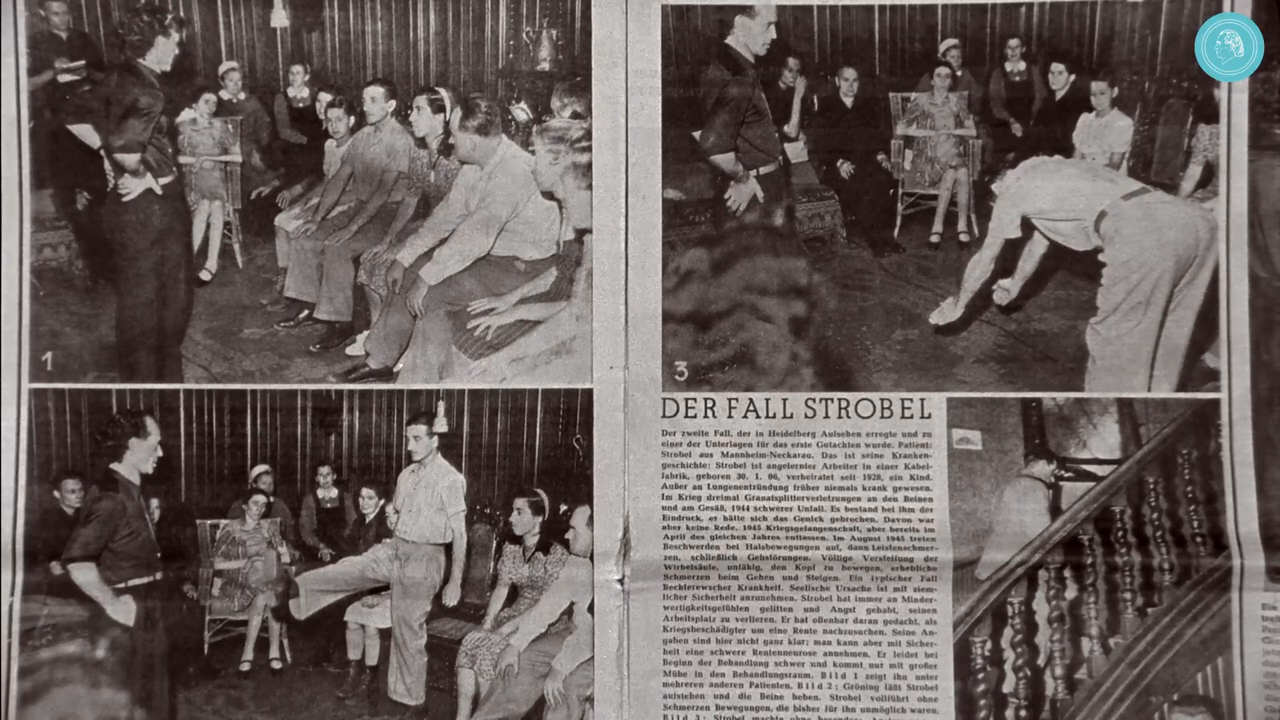 1
3
DER FALL STROBEL
Der zweite Fall, der in Heidelberg Aufsehen erregte und zu
einer der Unterlagen für das erste Gutachten wurde. Patient:
Strobel aus Mannheim-Neckarau. Das ist seine Kranken-
geschichte: Strobel ist angelernter Arbeiter in einer Kabel-
fabrik, geboren 30. 1. 06, verheiratet seit 1928, ein Kind.
Außer an Lungenentzündung früher niemals krank gewesen.
Im Krieg dreimal Granatsplitterverletzungen an den Beinen
und am Gesäß, 1944 schwerer Unfall. Es bestand bei ihm der
Eindruck, er hätte sich das Genick gebrochen. Davon war
aber keine Rede. 1945 Kriegsgefangenschaft, aber bereits im
April des gleichen Jahres entlassen. Im August 1945 treten
Beschwerden bei Halsbewegungen auf, dann Leistenschmer-
zen, schließlich Gehstörungen. Völlige Versteifung der
Wirbelsäule, unfähig, den Kopf zu bewegen, erhebliche
Schmerzen beim Gehen und Steigen. Ein typischer Fall
Bechterewscher Krankheit. Seelische Ursache ist mit ziem-
licher Sicherheit anzunehmen. Strobel hat immer an Minder-
wertigkeitsgefühlen gelitten und Angst gehabt, seinen
Arbeitsplatz zu verlieren. Er hat offenbar daran gedacht, als
Kriegsbeschädigter um eine Rente nachzusuchen. Seine An-
gaben sind hier nicht ganz klar; man kann aber mit Sicher-
heit eine schwere Rentenneurose annehmen. Er leidet bei
Beginn der Behandlung schwer und kommt nur mit großer
Mühe in den Behandlungsraum. Bild 1 zeigt ihn unter
mehreren anderen Patienten. Bild 2: Gröning läßt Strobel
aufstehen und die Beine heben. Strobel vollführt ohne
Schmerzen Bewegungen, die bisher für ihn unmöglich waren.
Bild 3: Strobel machte ohne besondere